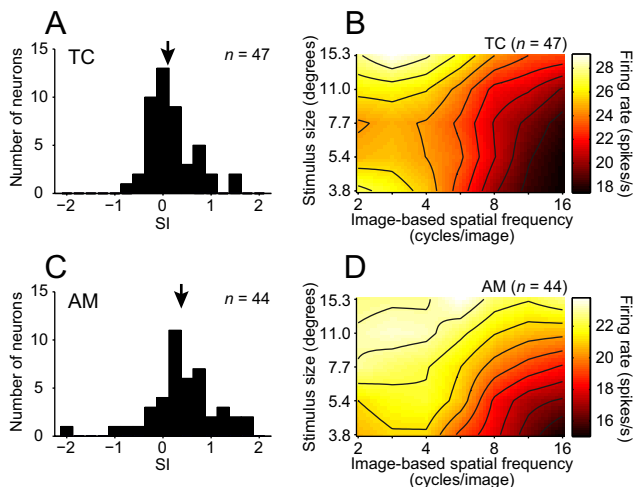 A
TC
n = 47
Number of neurons
15
10
5
0
−2 −1 0 1 2
SI
B
TC (n = 47)
Stimulus size (degrees)
15.3
11.0
7.7
5.4
3.8
2 4 8 16
Image-based spatial frequency
(cycles/image)
Firing rate (spikes/s)
28
26
24
22
20
18
C
AM
n = 44
Number of neurons
15
10
5
0
−2 −1 0 1 2
SI
D
AM (n = 44)
Stimulus size (degrees)
15.3
11.0
7.7
5.4
3.8
2 4 8 16
Image-based spatial frequency
(cycles/image)
Firing rate (spikes/s)
22
20
18
16